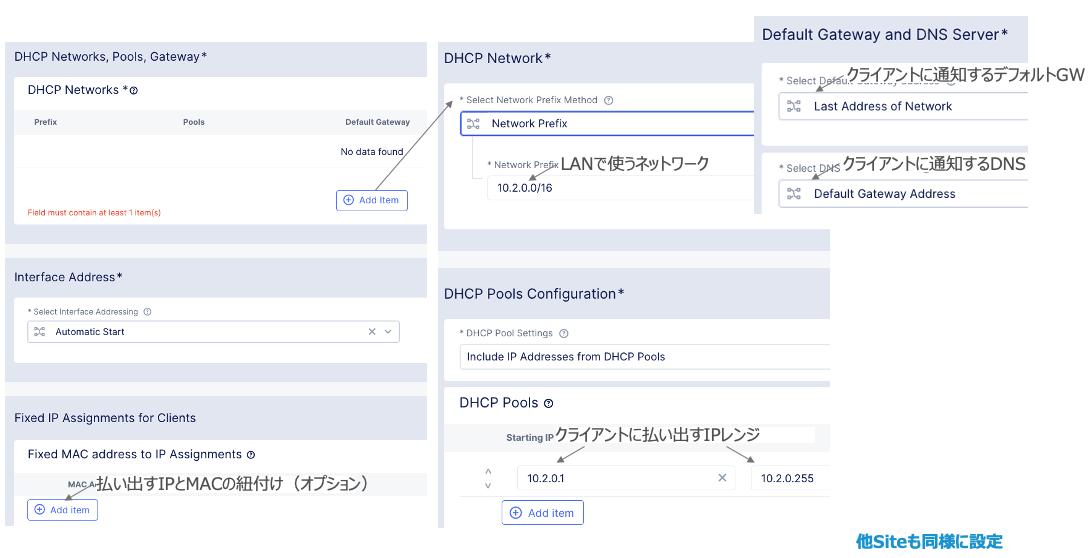 DHCP Networks, Pools, Gateway*
DHCP Networks *
Prefix Pools Default Gateway
No data found
Add Item
Field must contain at least 1 item(s)
Interface Address*
* Select Interface Addressing
Automatic Start
Fixed IP Assignments for Clients
Fixed MAC address to IP Assignments
MAC
払い出すIPとMACの紐付け（オプション）
Add item
DHCP Network*
* Select Network Prefix Method
Network Prefix
* Network Prefix
LANで使うネットワーク
10.2.0.0/16
DHCP Pools Configuration*
* DHCP Pool Settings
Include IP Addresses from DHCP Pools
DHCP Pools
Starting IP
クライアントに払い出すIPレンジ
10.2.0.1 10.2.0.255
Add item
Default Gateway and DNS Server*
* Select
クライアントに通知するデフォルトGW
Last Address of Network
* Select DNS
クライアントに通知するDNS
Default Gateway Address
他Siteも同様に設定